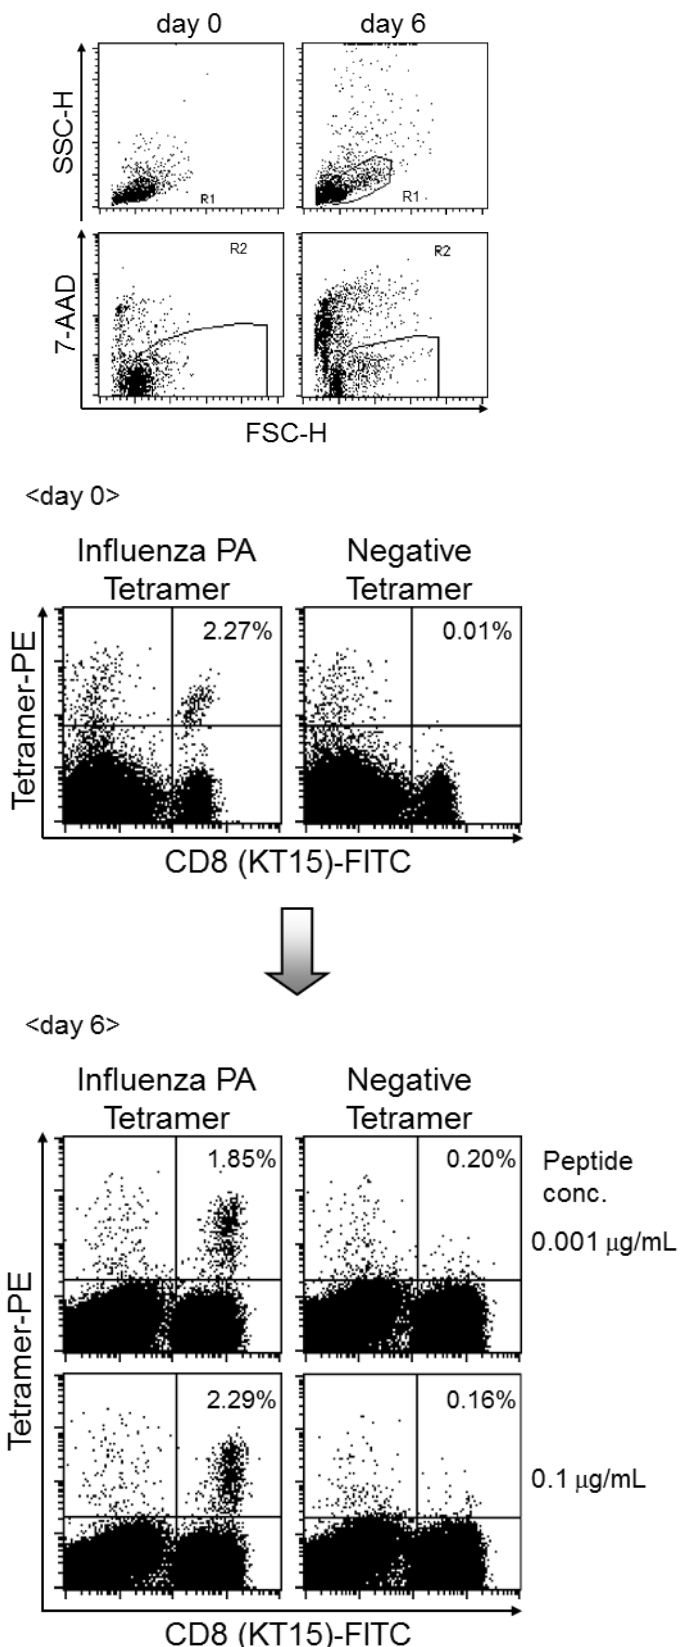 day 0
day 6
SSC-H
R1
R1
7-AAD
R2
R2
FSC-H
<day 0>
Influenza PA
Tetramer
Negative
Tetramer
Tetramer-PE
2.27%
0.01%
CD8 (KT15)-FITC
<day 6>
Influenza PA
Tetramer
Negative
Tetramer
Tetramer-PE
1.85%
0.20%
Peptide
conc.
0.001 μg/mL
2.29%
0.16%
0.1 μg/mL
CD8 (KT15)-FITC